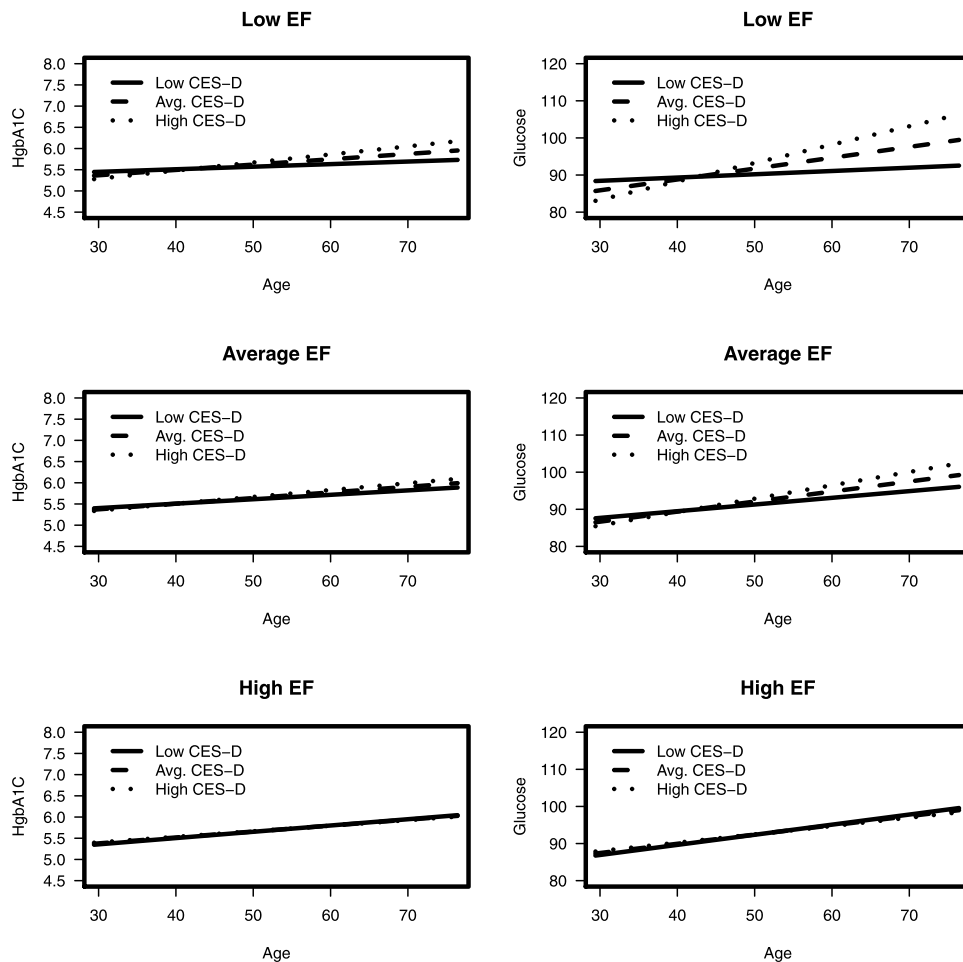 Low EF
8.0
7.5
7.0
6.5
6.0
5.5
5.0
4.5
HgbA1C
Low CES−D
Avg. CES−D
High CES−D
30 40 50 60 70
Age
Low EF
120
110
100
90
80
Glucose
Low CES−D
Avg. CES−D
High CES−D
30 40 50 60 70
Age
Average EF
8.0
7.5
7.0
6.5
6.0
5.5
5.0
4.5
HgbA1C
Low CES−D
Avg. CES−D
High CES−D
30 40 50 60 70
Age
Average EF
120
110
100
90
80
Glucose
Low CES−D
Avg. CES−D
High CES−D
30 40 50 60 70
Age
High EF
8.0
7.5
7.0
6.5
6.0
5.5
5.0
4.5
HgbA1C
Low CES−D
Avg. CES−D
High CES−D
30 40 50 60 70
Age
High EF
120
110
100
90
80
Glucose
Low CES−D
Avg. CES−D
High CES−D
30 40 50 60 70
Age